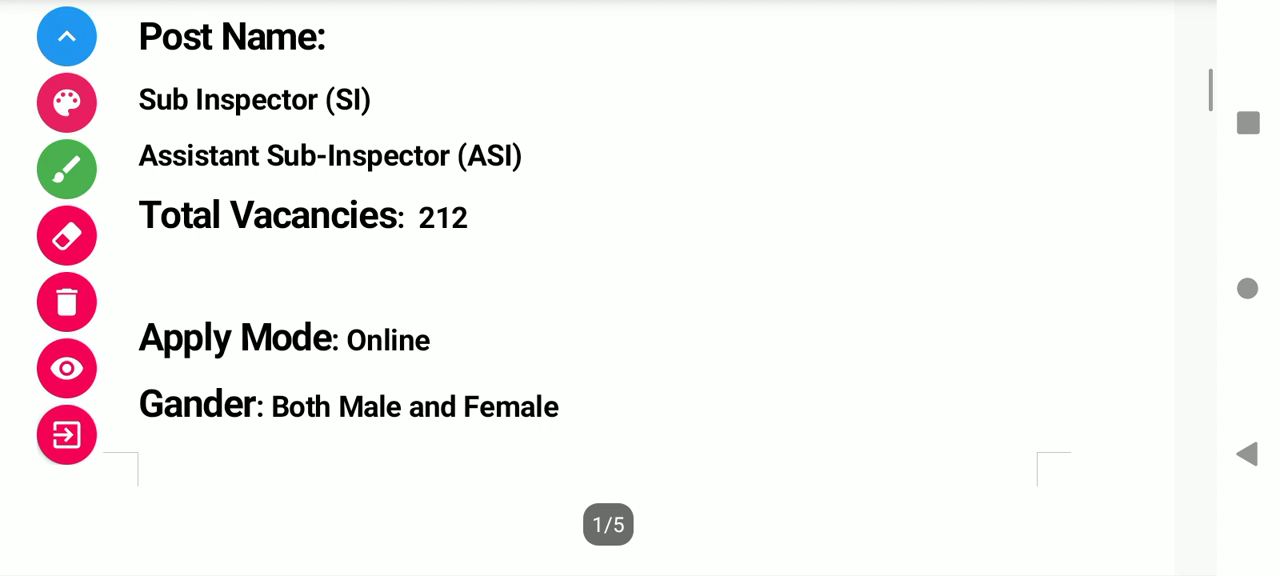 Post Name:
Sub Inspector (SI)
Assistant Sub-Inspector (ASI)
Total Vacancies: 212
Apply Mode: Online
Gander: Both Male and Female
1/5